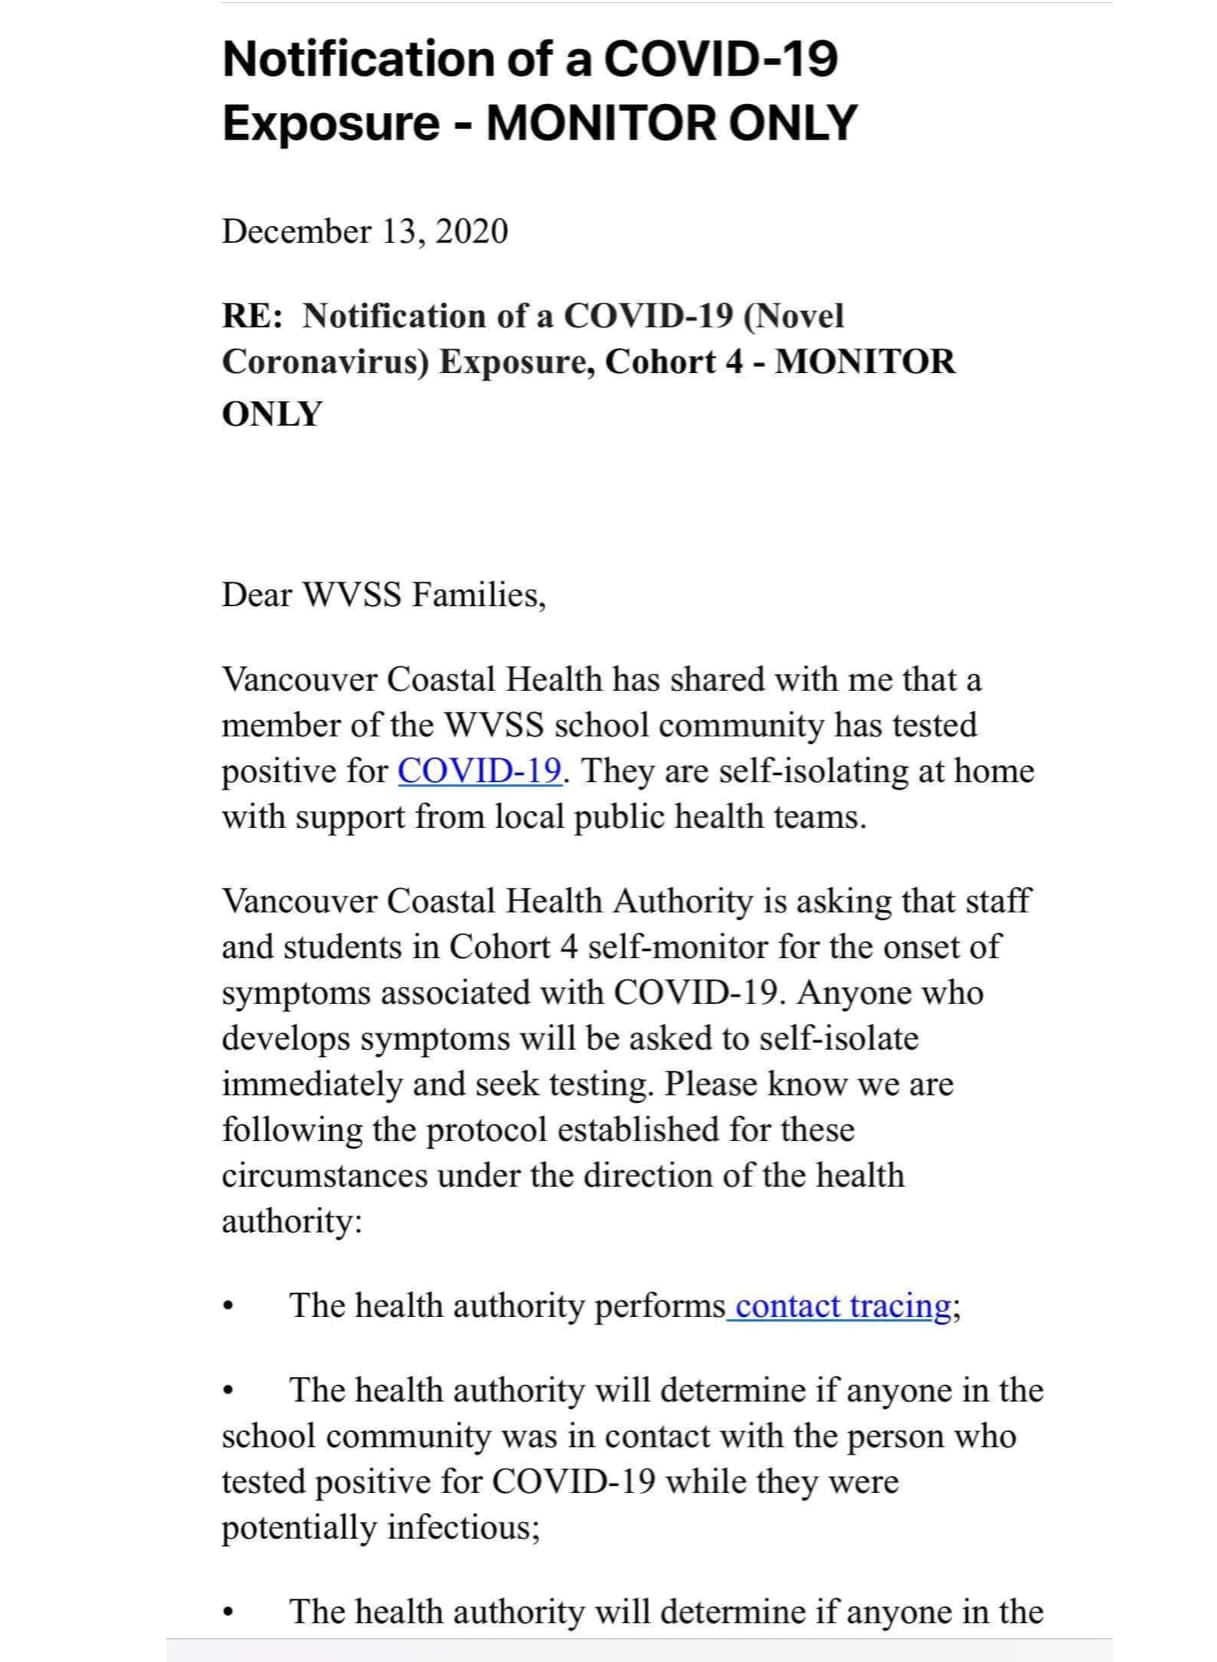 Notification of a COVID-19
Exposure - MONITOR ONLY
December 13, 2020
RE:  Notification of a COVID-19 (Novel
Coronavirus) Exposure, Cohort 4 - MONITOR
ONLY
Dear WVSS Families,
Vancouver Coastal Health has shared with me that a
member of the WVSS school community has tested
positive for COVID-19. They are self-isolating at home
with support from local public health teams.
Vancouver Coastal Health Authority is asking that staff
and students in Cohort 4 self-monitor for the onset of
symptoms associated with COVID-19. Anyone who
develops symptoms will be asked to self-isolate
immediately and seek testing. Please know we are
following the protocol established for these
circumstances under the direction of the health
authority:
• The health authority performs contact tracing;
• The health authority will determine if anyone in the
school community was in contact with the person who
tested positive for COVID-19 while they were
potentially infectious;
• The health authority will determine if anyone in the